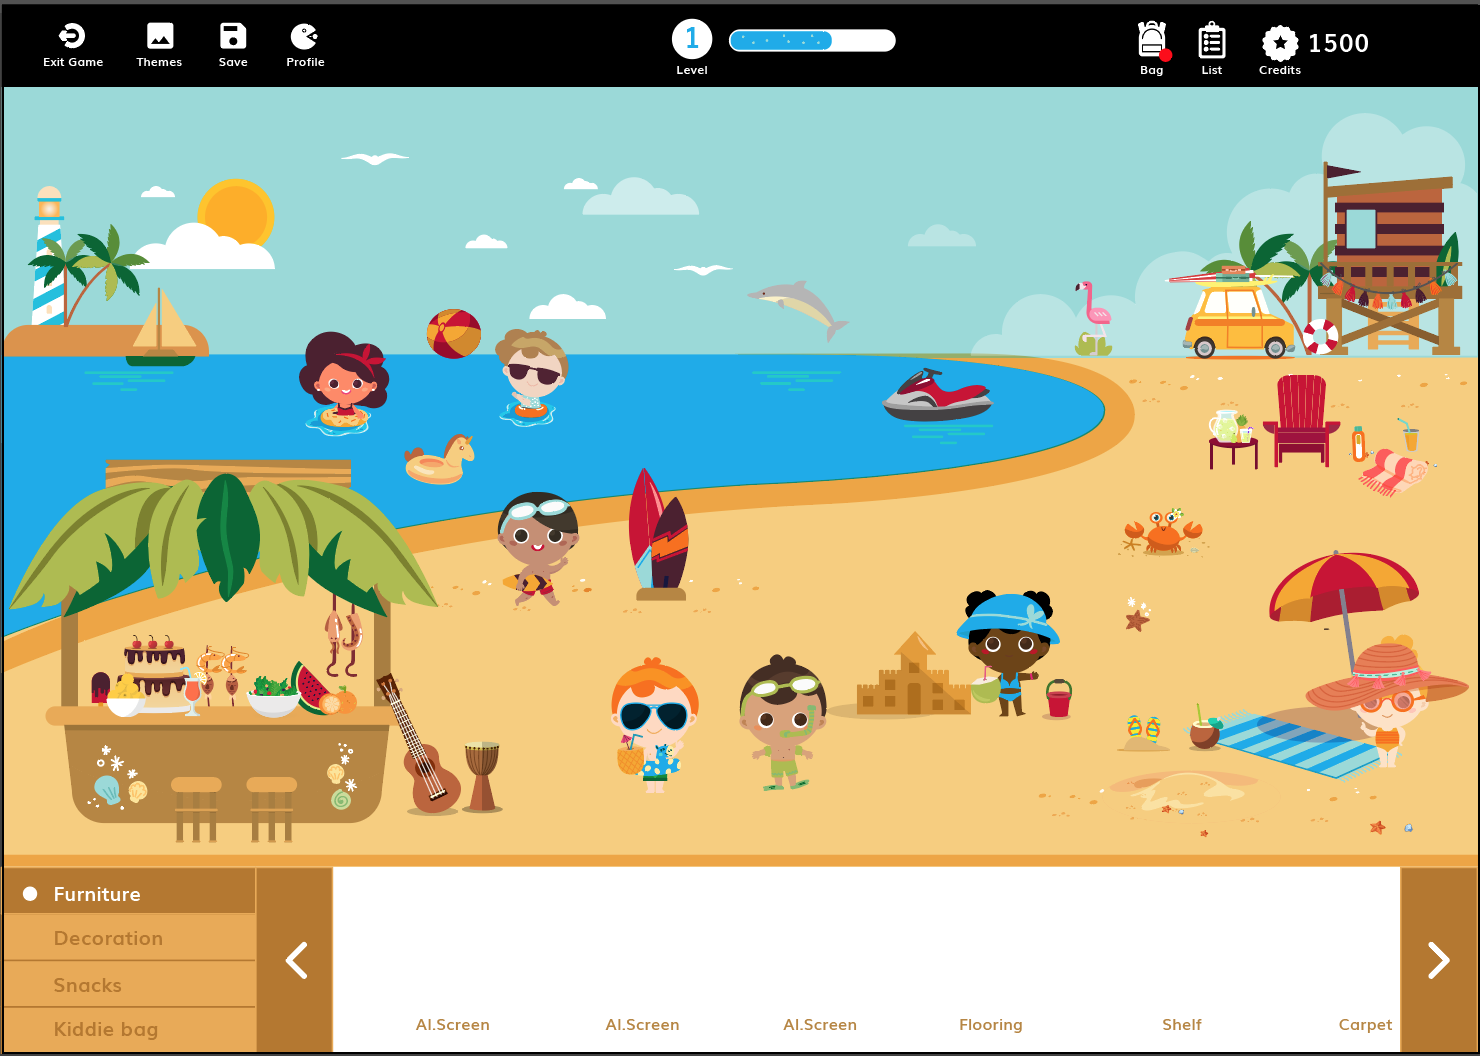 Exit Game
Themes
Save
Profile
1
Level
Bag
List
Credits
1500
Furniture
Decoration
Snacks
Kiddie bag
AI.Screen
AI.Screen
AI.Screen
Flooring
Shelf
Carpet